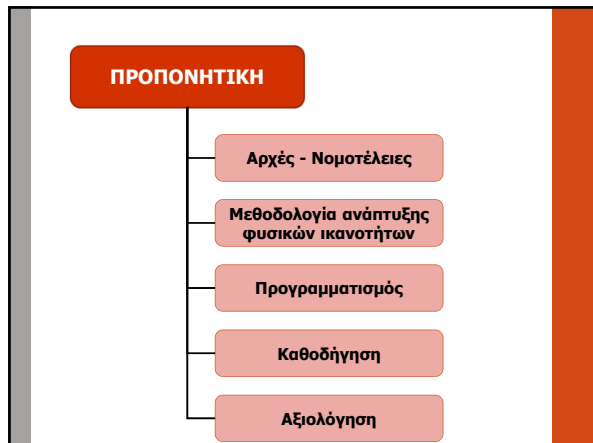 ΠΡΟΠΟΝΗΤΙΚΗ
Αρχές - Νομοτέλειες
Μεθοδολογία ανάπτυξης
φυσικών ικανοτήτων
Προγραμματισμός
Καθοδήγηση
Αξιολόγηση